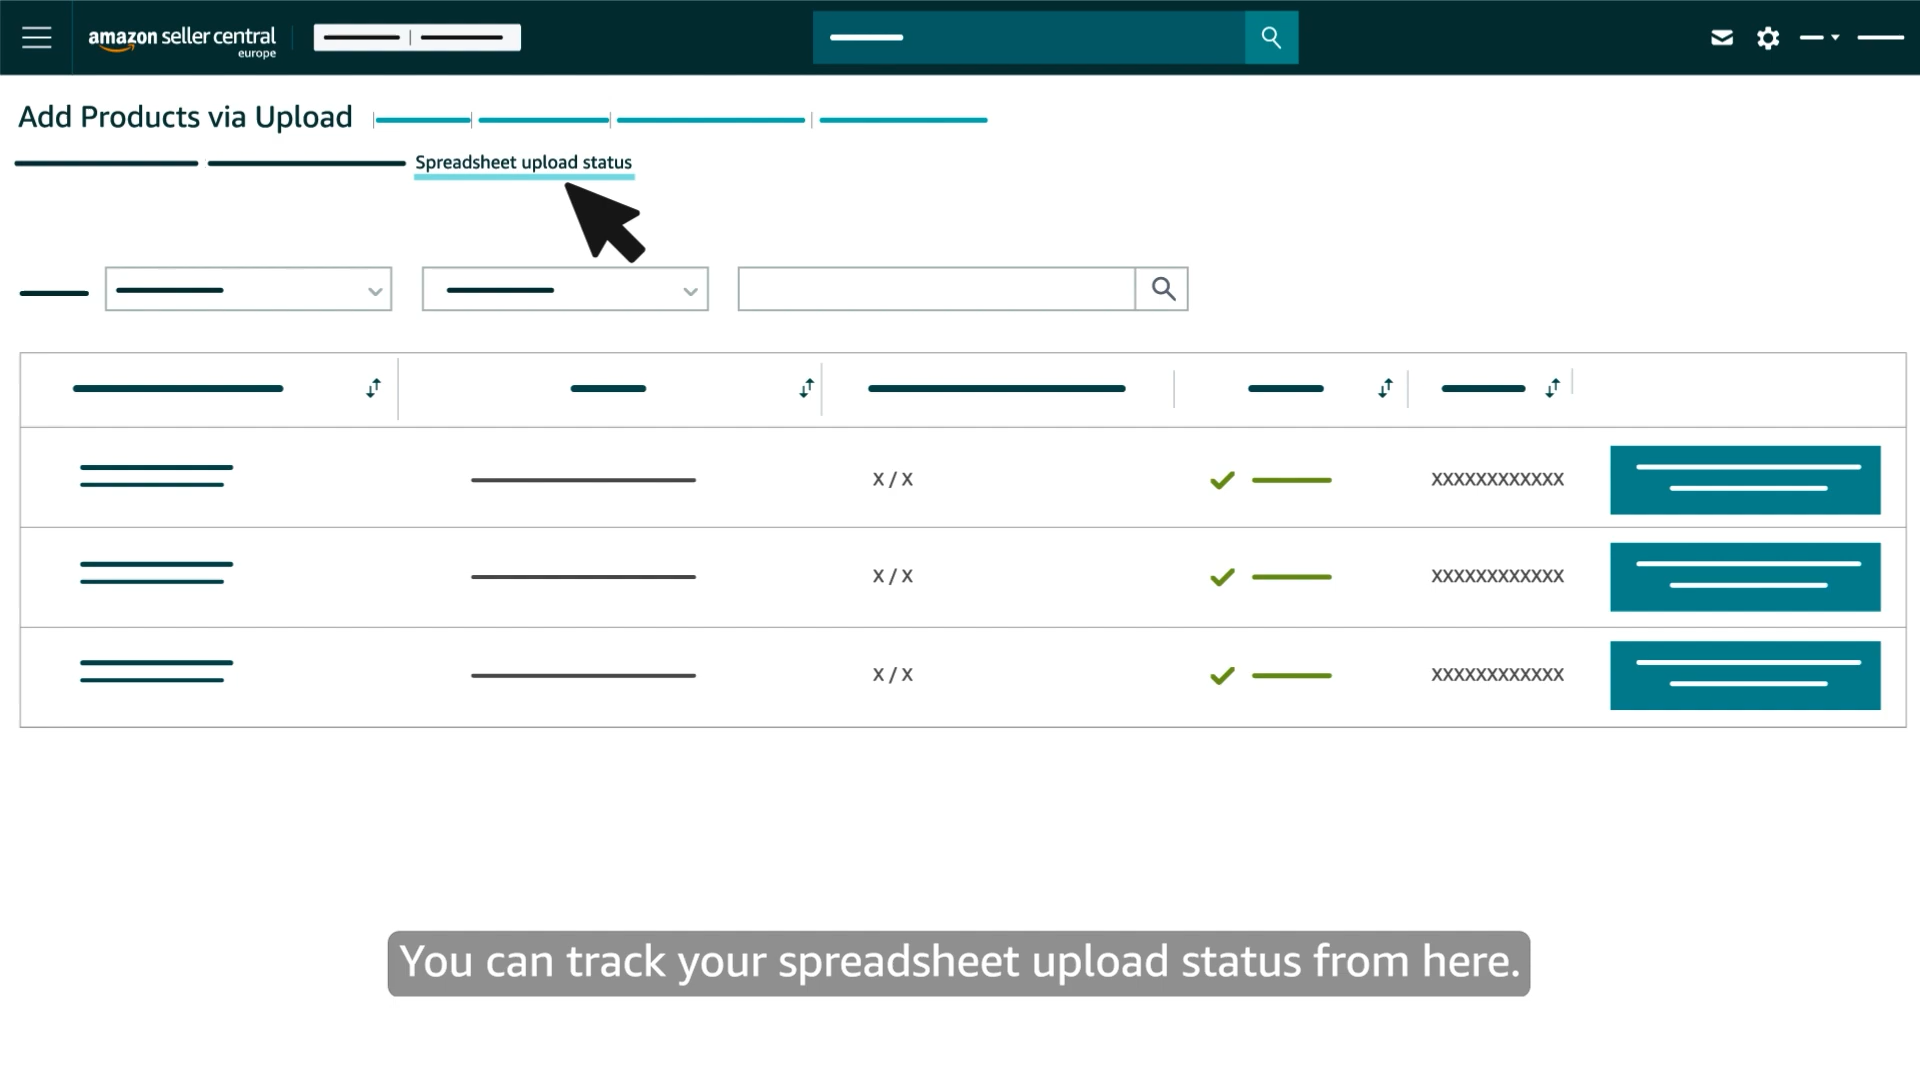 amazon seller central
europe
Add Products via Upload
Spreadsheet upload status
X / X XXXXXXXXXXXX
X / X XXXXXXXXXXXX
X / X XXXXXXXXXXXX
You can track your spreadsheet upload status from here.